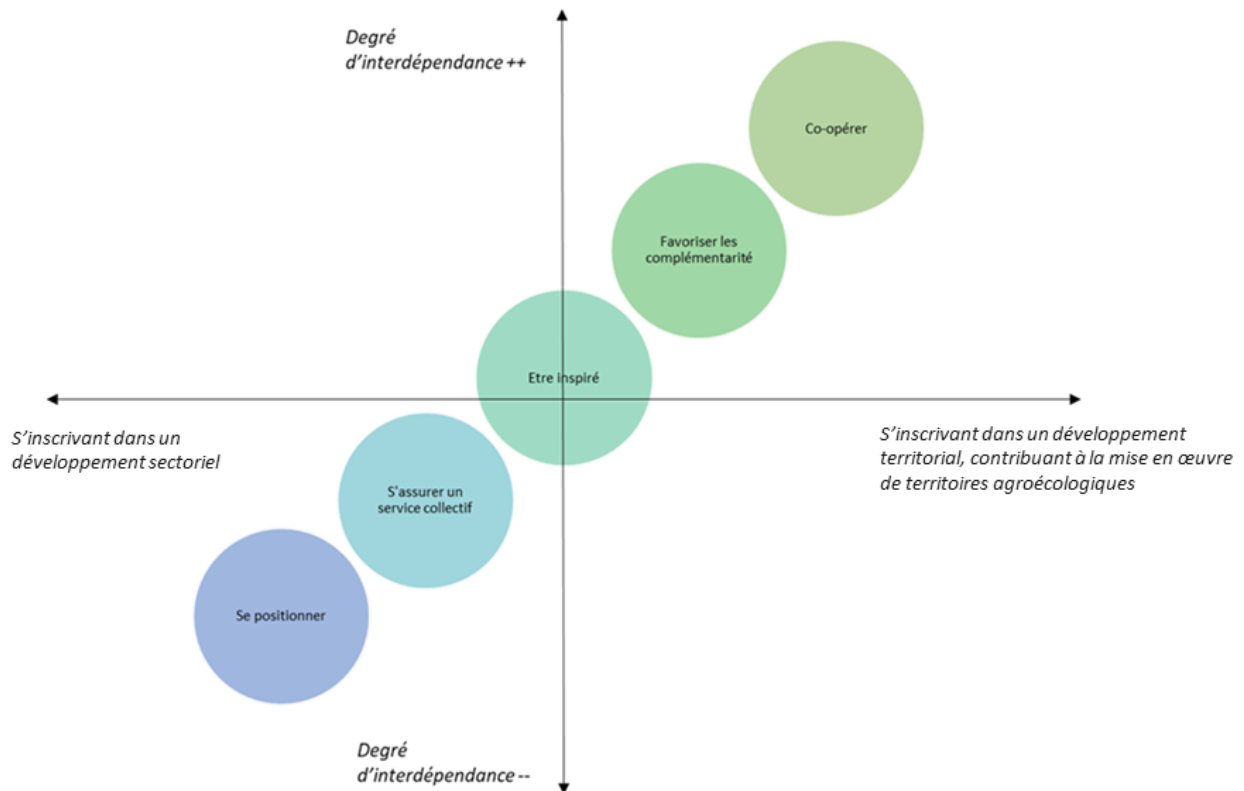 Degré
d’interdépendance ++
Co-opérer
Favoriser les
complémentarité
Etre inspiré
S’inscrivant dans un
développement sectoriel
S’inscrivant dans un développement
territorial, contribuant à la mise en œuvre
de territoires agroécologiques
S'assurer un
service collectif
Se positionner
Degré
d’interdépendance --